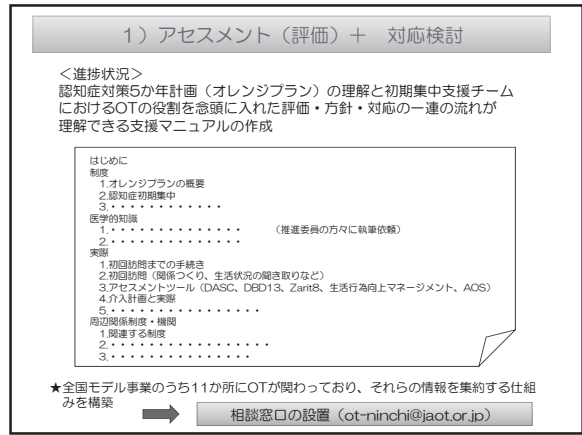 1）アセスメント（評価）＋　対応検討
＜進捗状況＞
認知症対策5か年計画（オレンジプラン）の理解と初期集中支援チーム
におけるOTの役割を念頭に入れた評価・方針・対応の一連の流れが
理解できる支援マニュアルの作成
はじめに
制度
1.オレンジプランの概要
2.認知症初期集中
3.・・・・・・・・・・・・・
医学的知識
1.・・・・・・・・・・・・・・　（推進委員の方々に執筆依頼）
2.・・・・・・・・・・・・・・
実際
1.初回訪問までの手続き
2.初回訪問（関係つくり、生活状況の聞き取りなど）
3.アセスメントツール（DASC、DBD13、Zarit8、生活行為向上マネージメント、AOS）
4.介入計画と実際
5.・・・・・・・・・・・・・・・・
周辺関係制度・機関
1.関連する制度
2.・・・・・・・・・・・・・・・・・
3.・・・・・・・・・・・・・・・
★全国モデル事業のうち11か所にOTが関わっており、それらの情報を集約する仕組
みを構築
相談窓口の設置（ot-ninchi@jaot.or.jp）